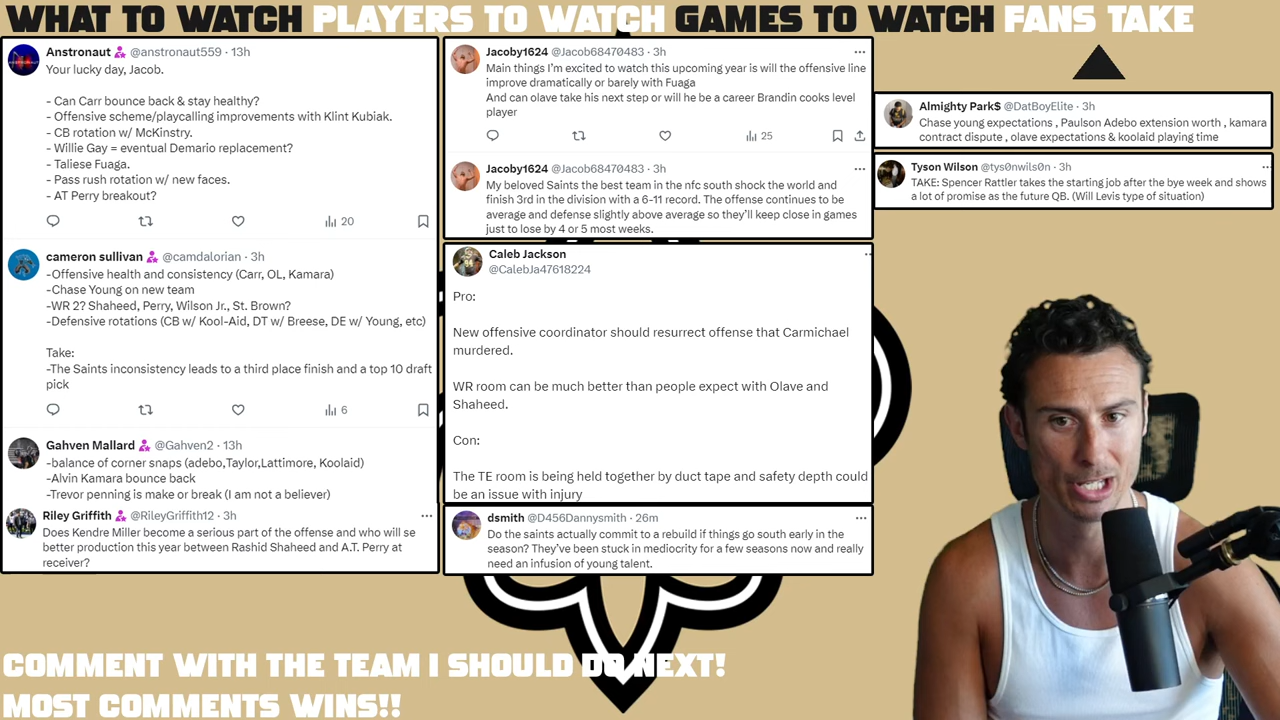 WHAT TO WATCH PLAYERS TO WATCH GAMES TO WATCH FANS TAKE
Anstronaut @anstronaut559 · 13h
Your lucky day, Jacob.
- Can Carr bounce back & stay healthy?
- Offensive scheme/playcalling improvements with Klint Kubiak.
- CB rotation w/ McKinstry.
- Willie Gay = eventual Demario replacement?
- Taliese Fuaga.
- Pass rush rotation w/ new faces.
- AT Perry breakout?
20
cameron sullivan @camdalorian · 3h
-Offensive health and consistency (Carr, OL, Kamara)
-Chase Young on new team
-WR 2? Shaheed, Perry, Wilson Jr., St. Brown?
-Defensive rotations (CB w/ Kool-Aid, DT w/ Breese, DE w/ Young, etc)
Take:
-The Saints inconsistency leads to a third place finish and a top 10 draft
pick
6
Gahven Mallard @Gahven2 · 13h
-balance of corner snaps (adebo,Taylor,Lattimore, Koolaid)
-Alvin Kamara bounce back
-Trevor penning is make or break (I am not a believer)
Riley Griffith @RileyGriffith12 · 3h
Does Kendre Miller become a serious part of the offense and who will se
better production this year between Rashid Shaheed and A.T. Perry at
receiver?
Jacoby1624 @Jacob68470483 · 3h
Main things I'm excited to watch this upcoming year is will the offensive line
improve dramatically or barely with Fuaga
And can olave take his next step or will he be a career Brandin cooks level
player
25
Jacoby1624 @Jacob68470483 · 3h
My beloved Saints the best team in the nfc south shock the world and
finish 3rd in the division with a 6-11 record. The offense continues to be
average and defense slightly above average so they'll keep close in games
just to lose by 4 or 5 most weeks.
Caleb Jackson
@CalebJa47618224
Pro:
New offensive coordinator should resurrect offense that Carmichael
murdered.
WR room can be much better than people expect with Olave and
Shaheed.
Con:
The TE room is being held together by duct tape and safety depth could
be an issue with injury
dsmith @D456Dannysmith · 26m
Do the saints actually commit to a rebuild if things go south early in the
season? They've been stuck in mediocrity for a few seasons now and really
need an infusion of young talent.
Almighty Park$ @DatBoyElite · 3h
Chase young expectations , Paulson Adebo extension worth , kamara
contract dispute , olave expectations & koolaid playing time
Tyson Wilson @tys0nwils0n · 3h
TAKE: Spencer Rattler takes the starting job after the bye week and shows
a lot of promise as the future QB. (Will Levis type of situation)
COMMENT WITH THE TEAM I SHOULD DO NEXT!
MOST COMMENTS WINS!!